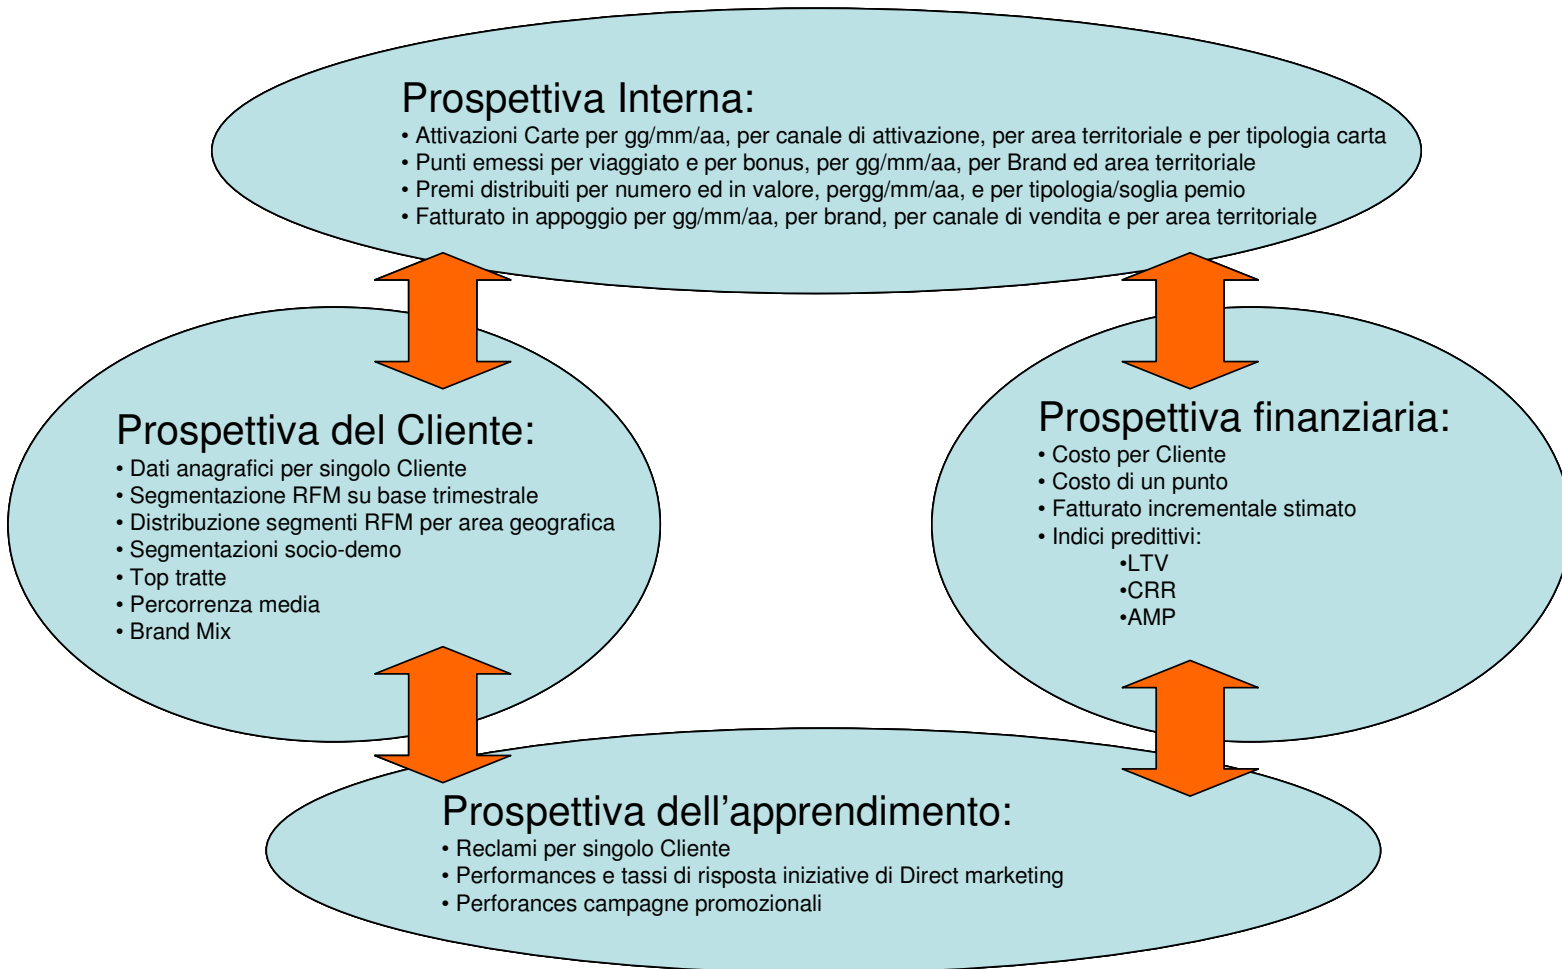 Prospettiva Interna:
• Attivazioni Carte per gg/mm/aa, per canale di attivazione, per area territoriale e per tipologia carta
• Punti emessi per viaggiato e per bonus, per gg/mm/aa, per Brand ed area territoriale
• Premi distribuiti per numero ed in valore, pergg/mm/aa, e per tipologia/soglia pemio
• Fatturato in appoggio per gg/mm/aa, per brand, per canale di vendita e per area territoriale
Prospettiva del Cliente:
• Dati anagrafici per singolo Cliente
• Segmentazione RFM su base trimestrale
• Distribuzione segmenti RFM per area geografica
• Segmentazioni socio-demo
• Top tratte
• Percorrenza media
• Brand Mix
Prospettiva finanziaria:
• Costo per Cliente
• Costo di un punto
• Fatturato incrementale stimato
• Indici predittivi:
•LTV
•CRR
•AMP
Prospettiva dell’apprendimento:
• Reclami per singolo Cliente
• Performances e tassi di risposta iniziative di Direct marketing
• Perforances campagne promozionali